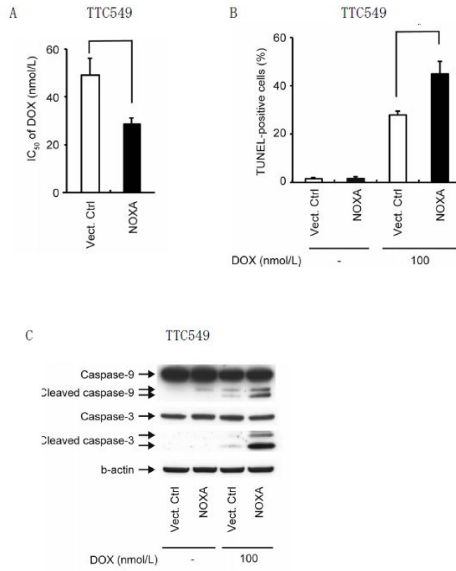 A
TTC549
60
40
20
0
IC50 of DOX (nmol/L)
Vect. Ctrl
NOXA
B
TTC549
60
40
20
0
TUNEL-positive cells (%)
Vect. Ctrl
NOXA
Vect. Ctrl
NOXA
DOX (nmol/L)
-
100
C
TTC549
Caspase-9
Cleaved caspase-9
Caspase-3
Cleaved caspase-3
b-actin
Vect. Ctrl
NOXA
Vect. Ctrl
NOXA
DOX (nmol/L)
-
100